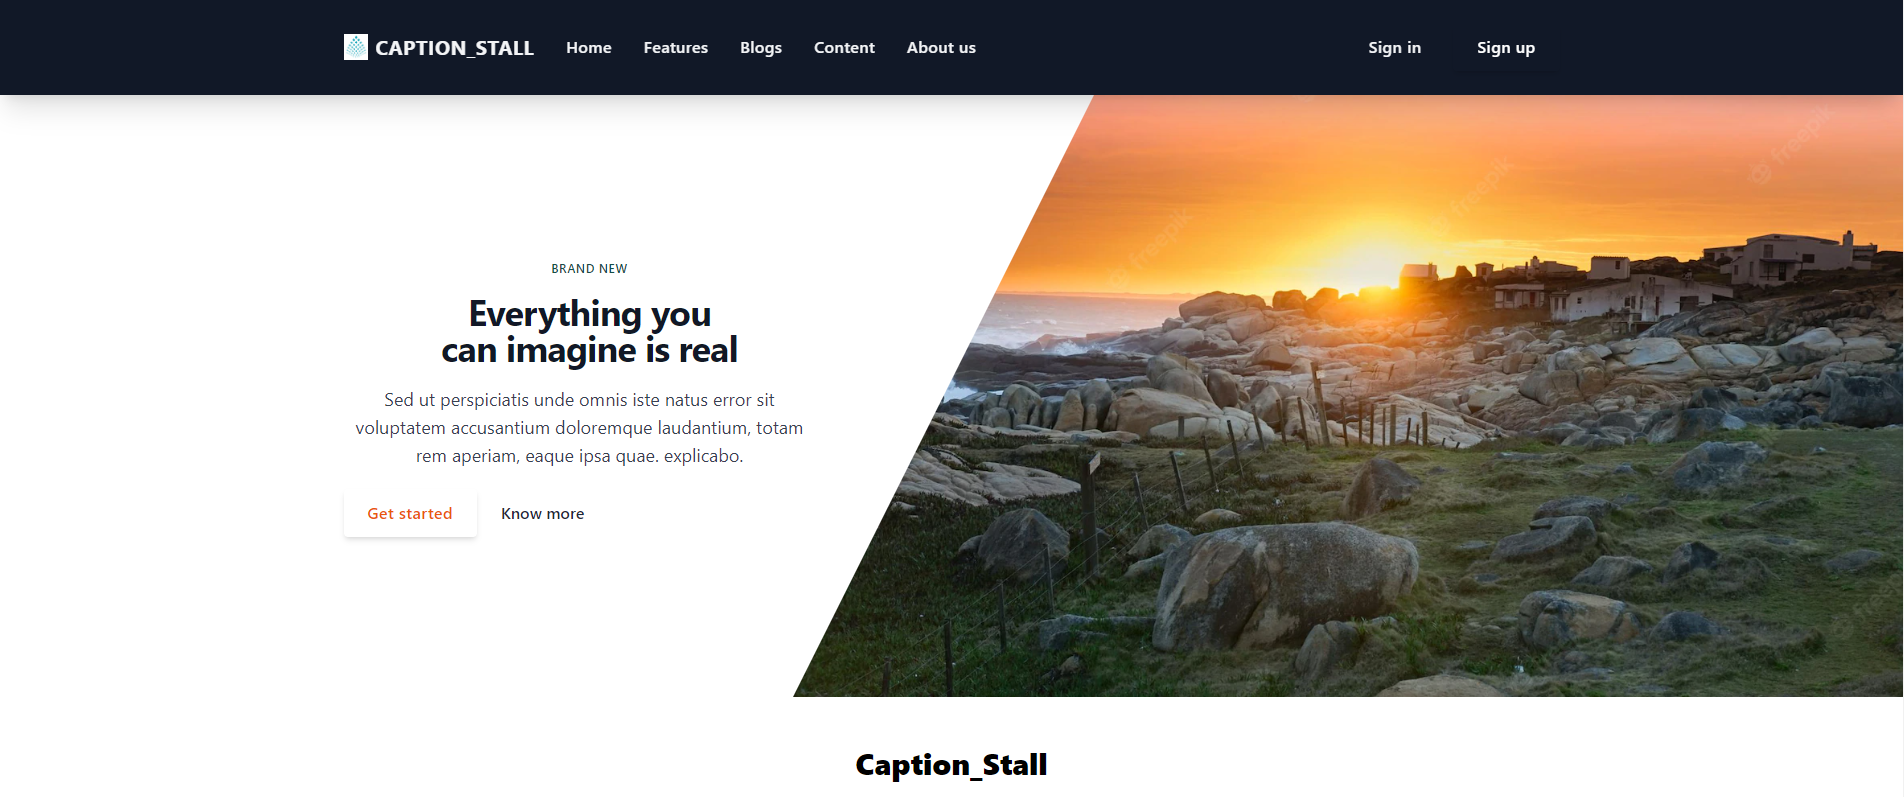 CAPTION_STALL Home Features Blogs Content About us Sign in Sign up
BRAND NEW
Everything you
can imagine is real
Sed ut perspiciatis unde omnis iste natus error sit
voluptatem accusantium doloremque laudantium, totam
rem aperiam, eaque ipsa quae. explicabo.
Get started Know more
freepik
freepik
freepik
Caption_Stall